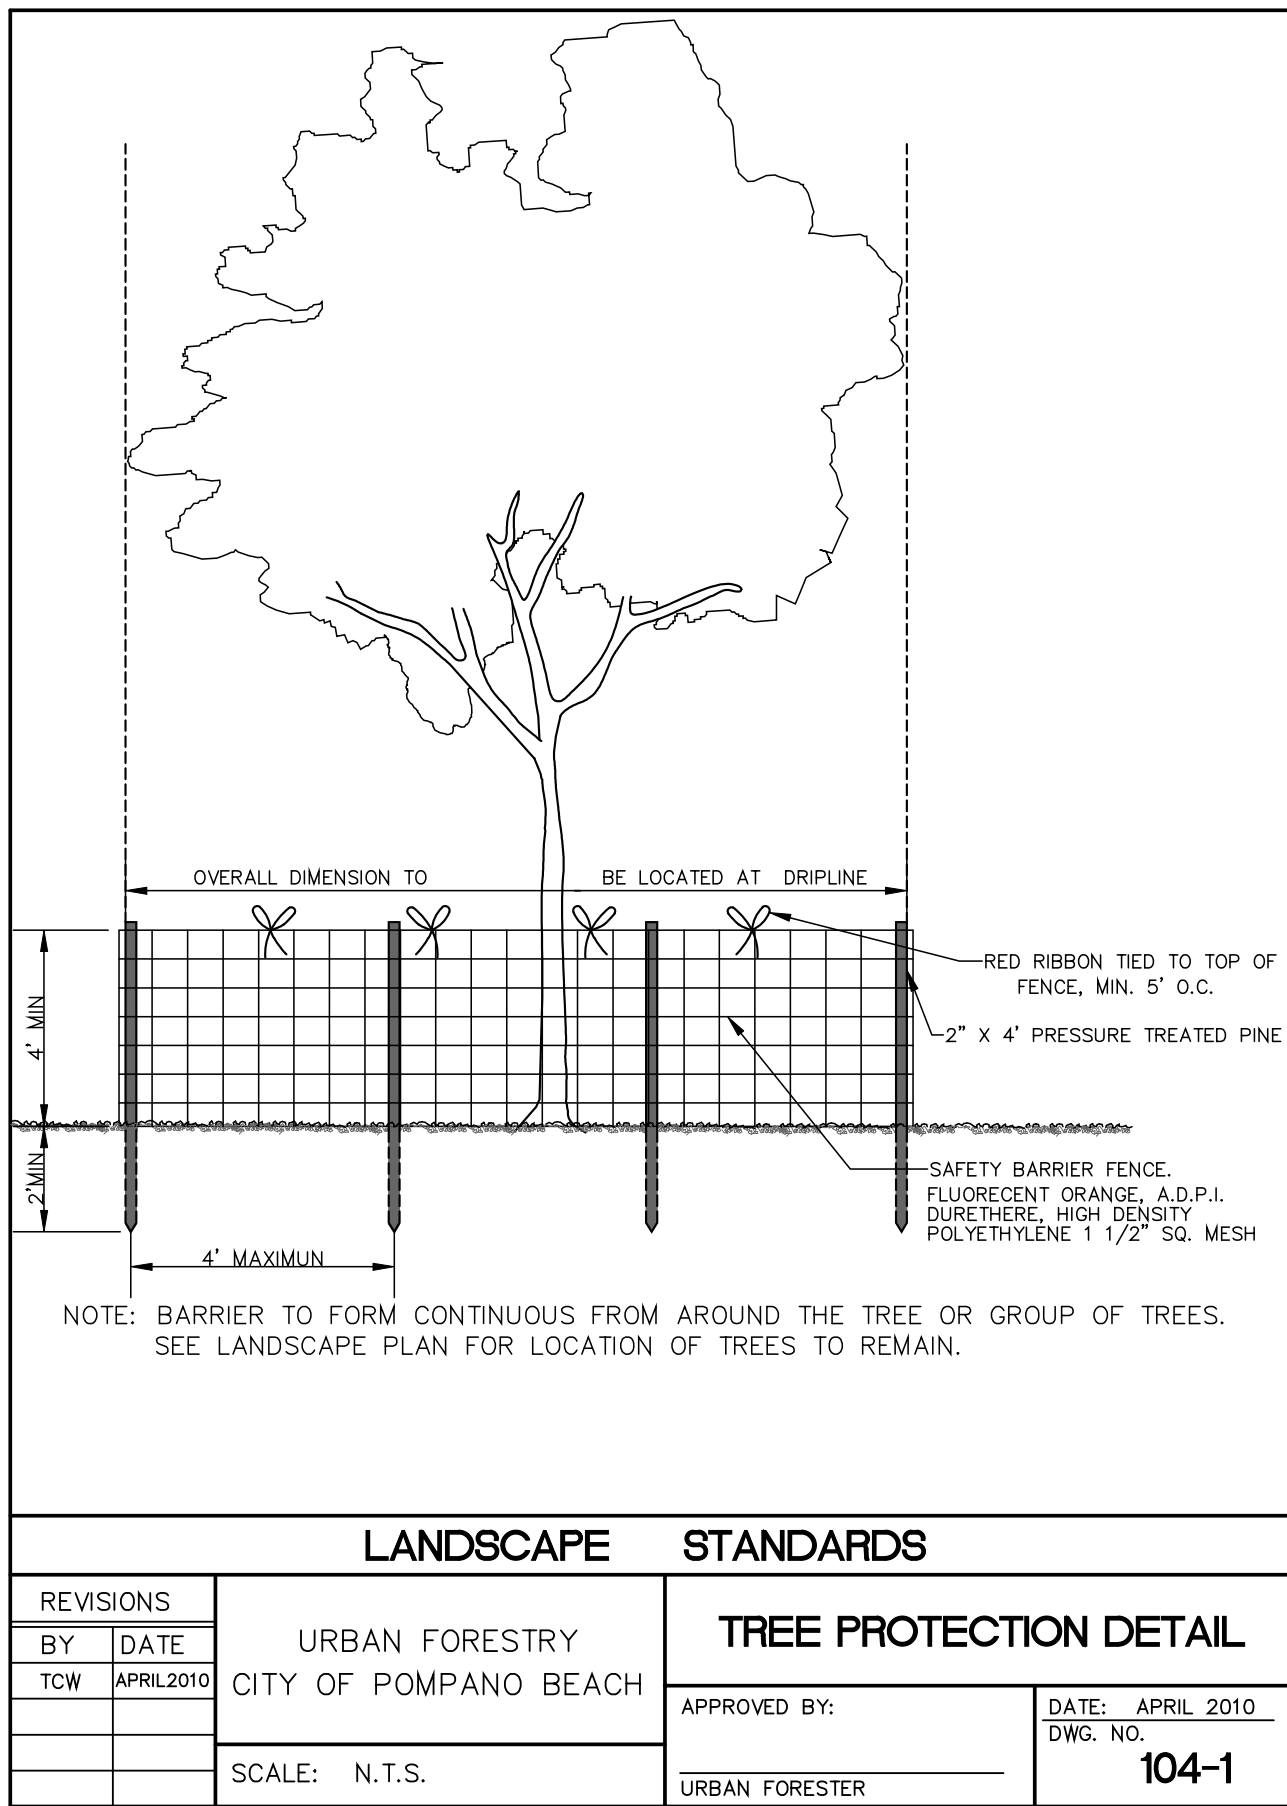 OVERALL DIMENSION TO BE LOCATED AT DRIPLINE
RED RIBBON TIED TO TOP OF
FENCE, MIN. 5' O.C.
4' MIN
2" X 4' PRESSURE TREATED PINE
2'MIN
SAFETY BARRIER FENCE.
FLUORECENT ORANGE, A.D.P.I.
DURETHERE, HIGH DENSITY
POLYETHYLENE 1 1/2" SQ. MESH
4' MAXIMUN
NOTE: BARRIER TO FORM CONTINUOUS FROM AROUND THE TREE OR GROUP OF TREES.
SEE LANDSCAPE PLAN FOR LOCATION OF TREES TO REMAIN.
LANDSCAPE STANDARDS
REVISIONS
BY DATE
TCW APRIL2010
URBAN FORESTRY
CITY OF POMPANO BEACH
SCALE: N.T.S.
TREE PROTECTION DETAIL
APPROVED BY:
URBAN FORESTER
DATE: APRIL 2010
DWG. NO.
104-1